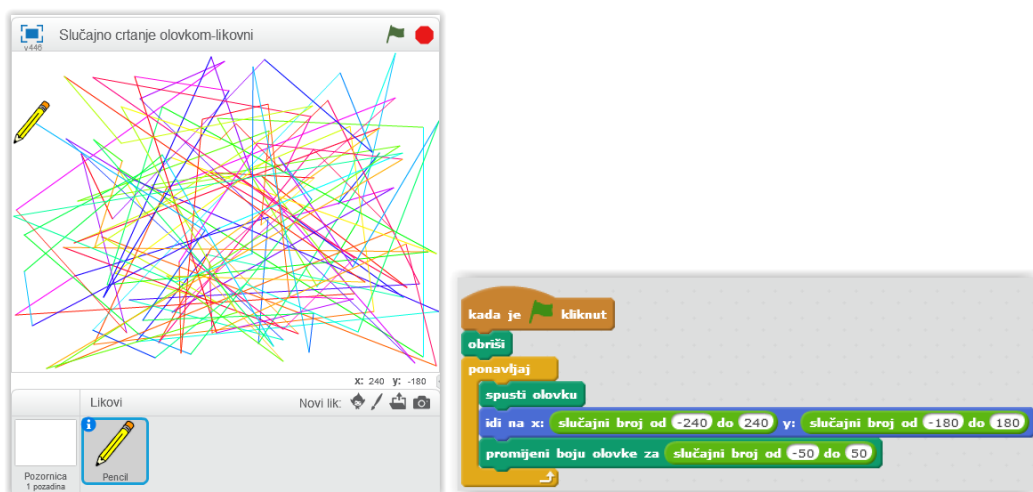 Slučajno crtanje olovkom-likovni
v446
x: 240 y: -180
Likovi
Novi lik:
Pozornica
1 pozadina
Pencil
kada je kliknut
obriši
ponavljaj
spusti olovku
idi na x: slučajni broj od -240 do 240 y: slučajni broj od -180 do 180
promijeni boju olovke za slučajni broj od -50 do 50